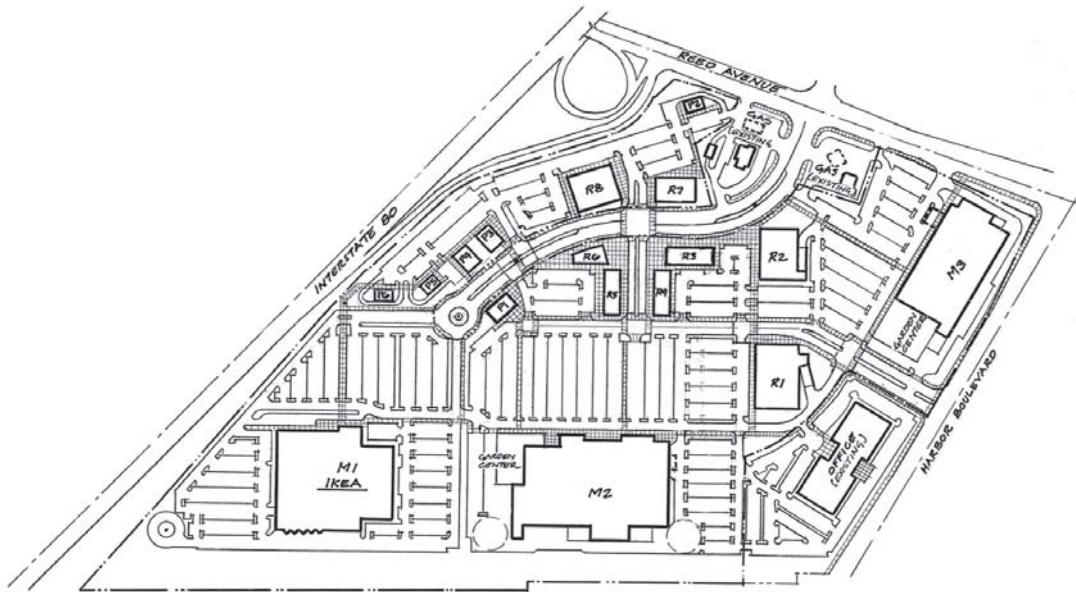 REED AVENUE
P2
GAS
(EXISTING)
GAS
(EXISTING)
R8
R7
INTERSTATE 80
P3
P4
P5
P6
P1
R6
R3
R2
R5
R4
M3
GARDEN
CENTER
R1
HARBOR BOULEVARD
OFFICE
(EXISTING)
M1
IKEA
GARDEN
CENTER
M2